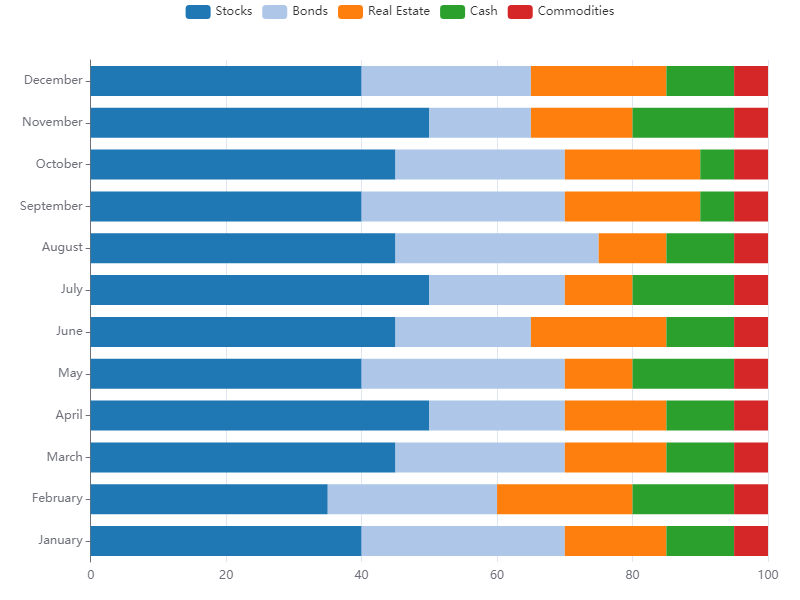 Stocks Bonds Real Estate Cash Commodities
December
November
October
September
August
July
June
May
April
March
February
January
0 20 40 60 80 100